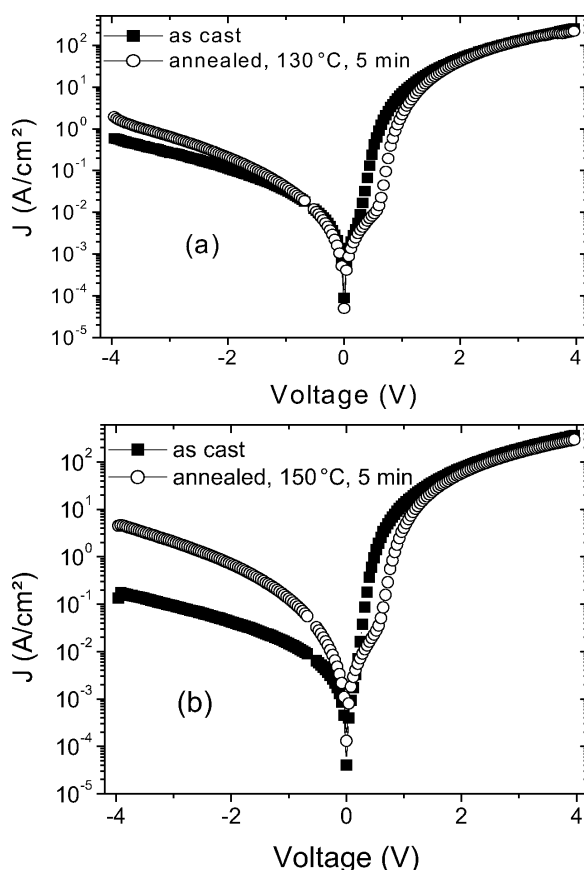 as cast
annealed, 130 °C, 5 min
10²
10¹
10⁰
10⁻¹
10⁻²
10⁻³
10⁻⁴
10⁻⁵
J (A/cm²)
(a)
-4 -2 0 2 4
Voltage (V)
as cast
annealed, 150 °C, 5 min
10²
10¹
10⁰
10⁻¹
10⁻²
10⁻³
10⁻⁴
10⁻⁵
J (A/cm²)
(b)
-4 -2 0 2 4
Voltage (V)